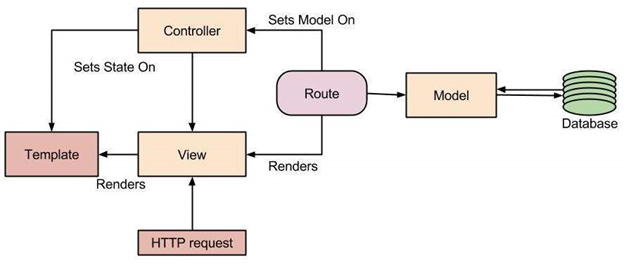 Sets Model On
Controller
Sets State On
Route
Model
Database
Template
View
Renders
Renders
HTTP request